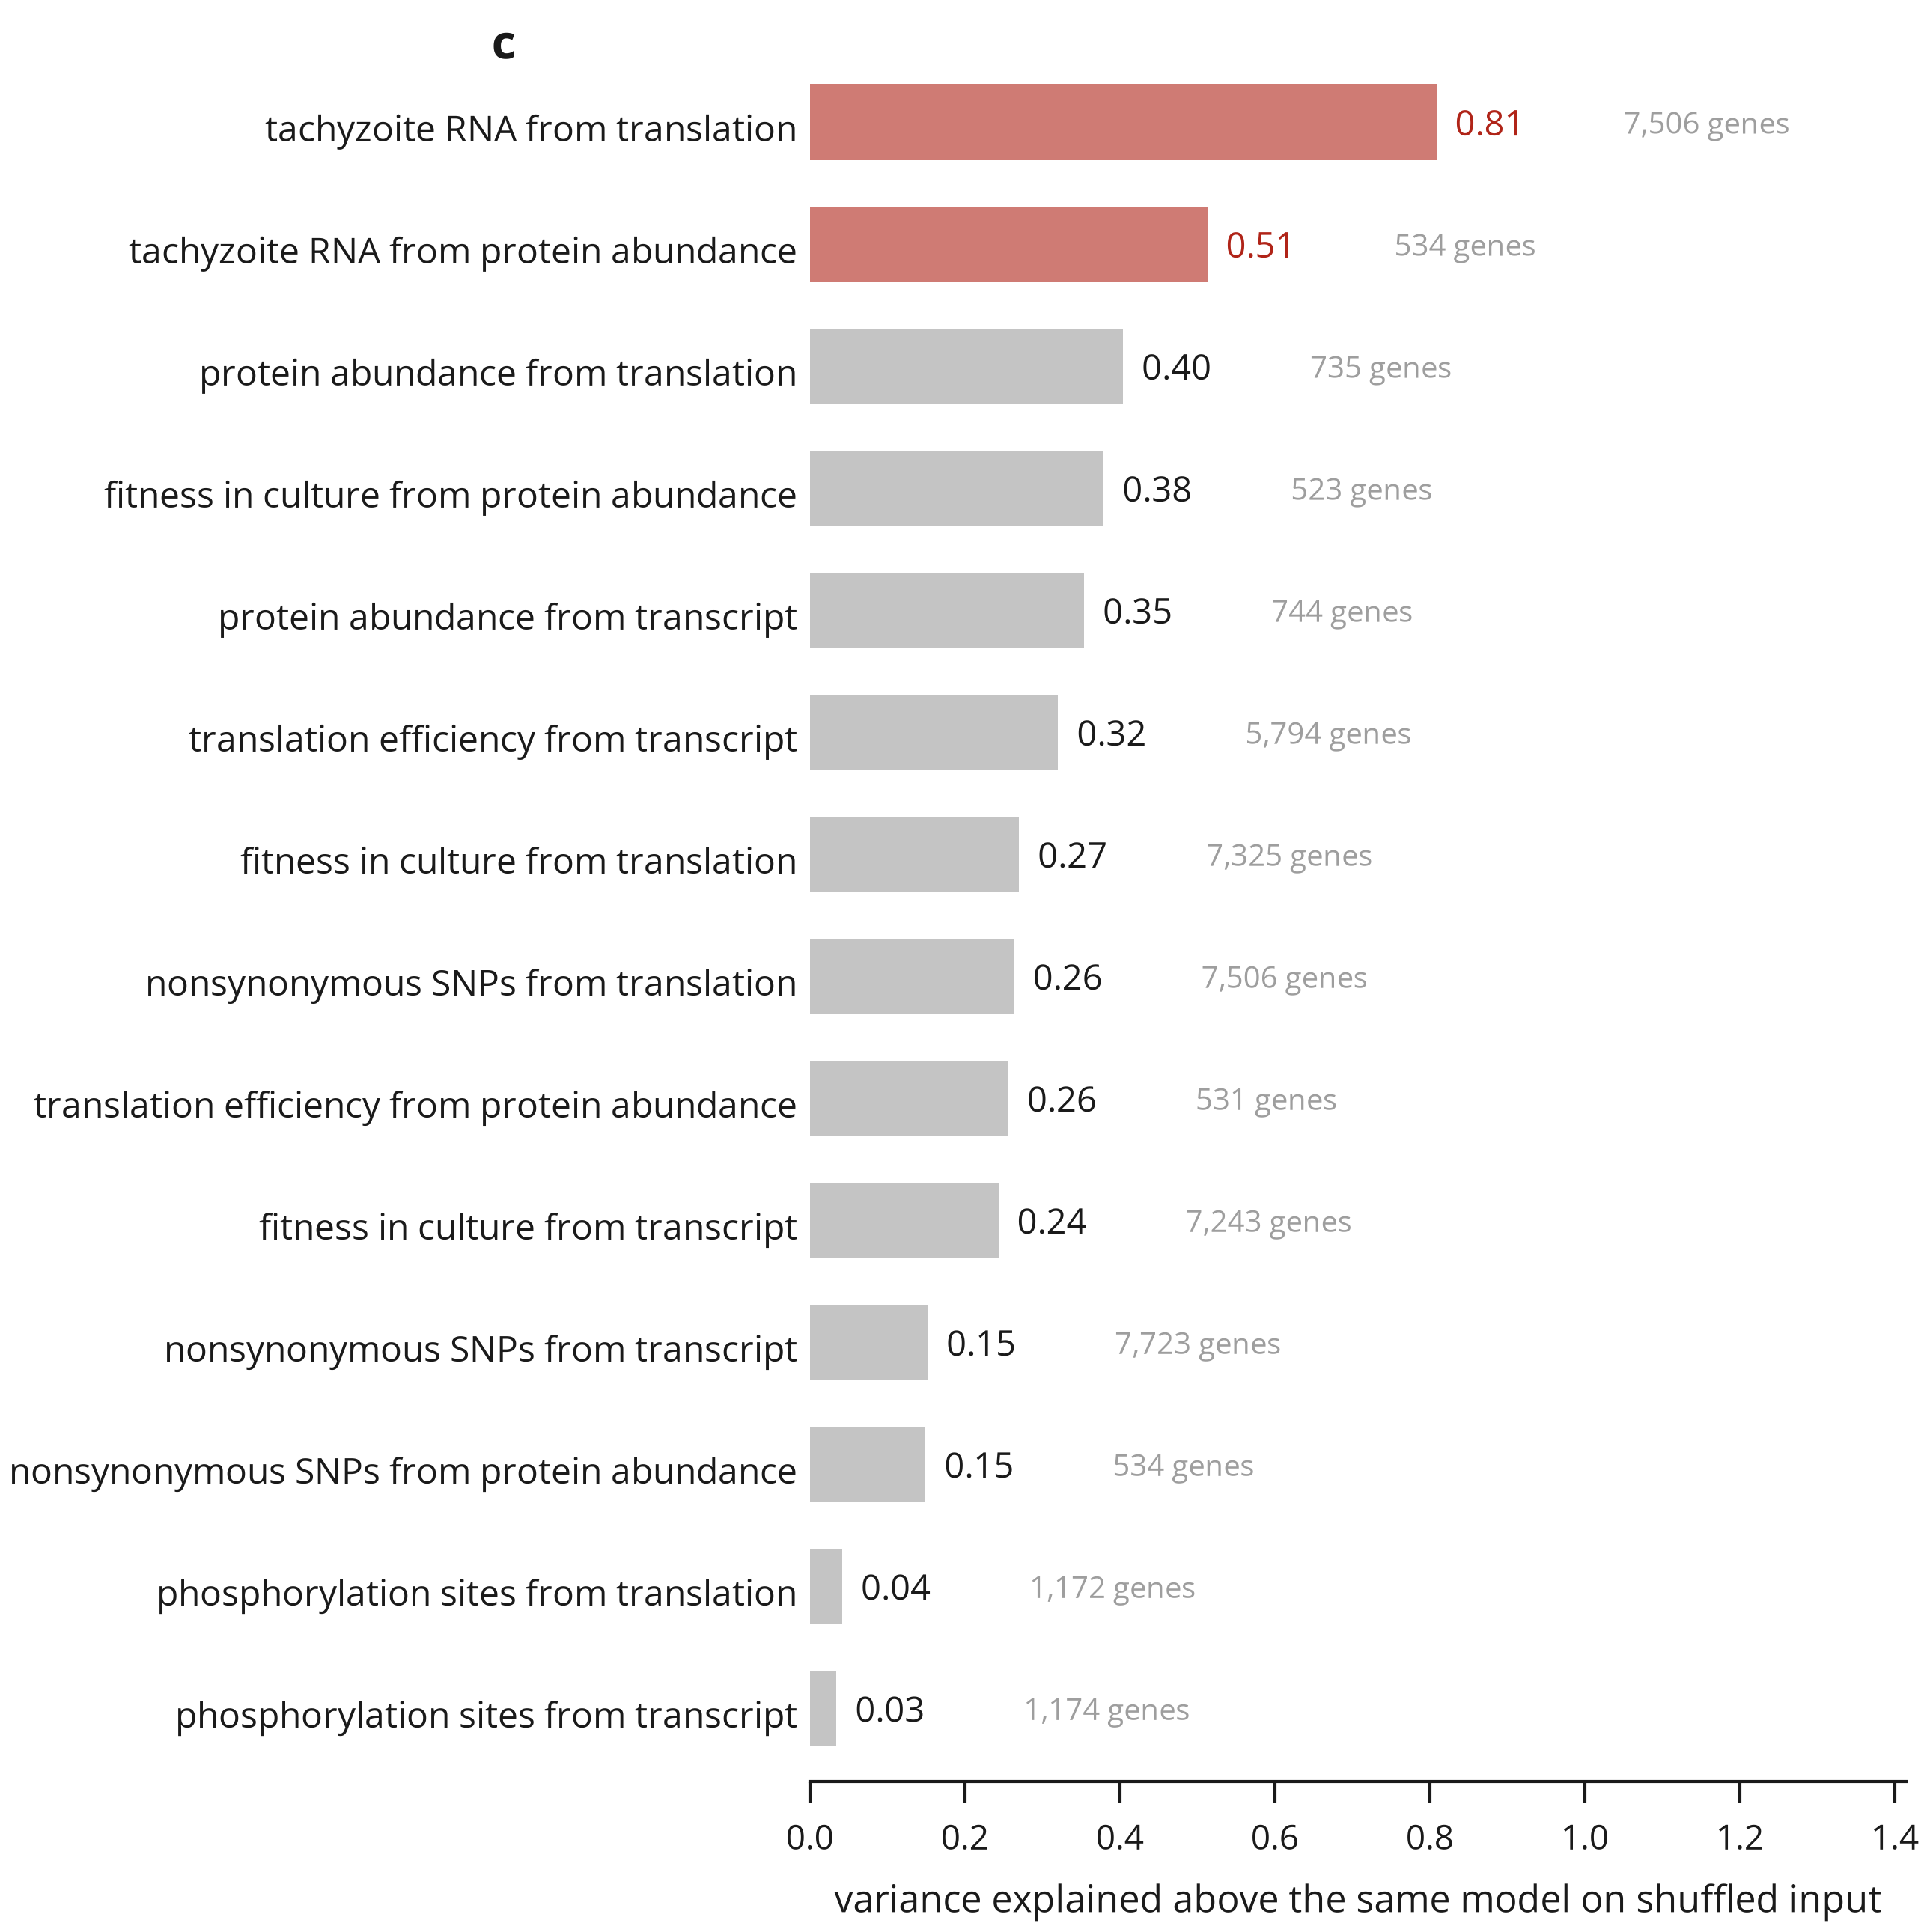 c
tachyzoite RNA from translation 0.81 7,506 genes
tachyzoite RNA from protein abundance 0.51 534 genes
protein abundance from translation 0.40 735 genes
fitness in culture from protein abundance 0.38 523 genes
protein abundance from transcript 0.35 744 genes
translation efficiency from transcript 0.32 5,794 genes
fitness in culture from translation 0.27 7,325 genes
nonsynonymous SNPs from translation 0.26 7,506 genes
translation efficiency from protein abundance 0.26 531 genes
fitness in culture from transcript 0.24 7,243 genes
nonsynonymous SNPs from transcript 0.15 7,723 genes
nonsynonymous SNPs from protein abundance 0.15 534 genes
phosphorylation sites from translation 0.04 1,172 genes
phosphorylation sites from transcript 0.03 1,174 genes
0.0 0.2 0.4 0.6 0.8 1.0 1.2 1.4
variance explained above the same model on shuffled input